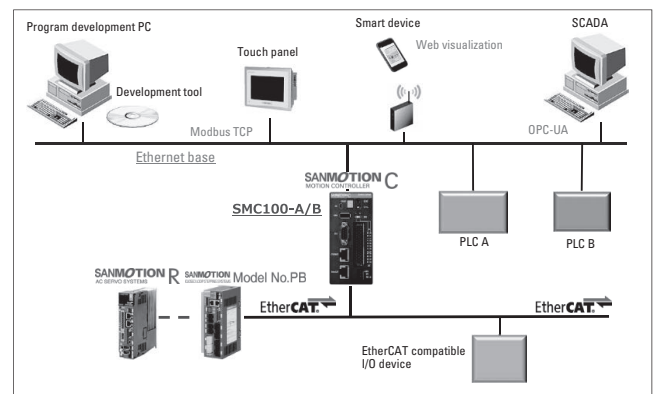 Program development PC
Smart device
SCADA
Touch panel
Web visualization
Development tool
Modbus TCP
OPC-UA
Ethernet base
SANMOTION C
MOTION CONTROLLER
SMC100-A/B
PLC A
PLC B
SANMOTION R
AC SERVO SYSTEMS
SANMOTION Model No.PB
EtherCAT
EtherCAT
EtherCAT compatible
I/O device